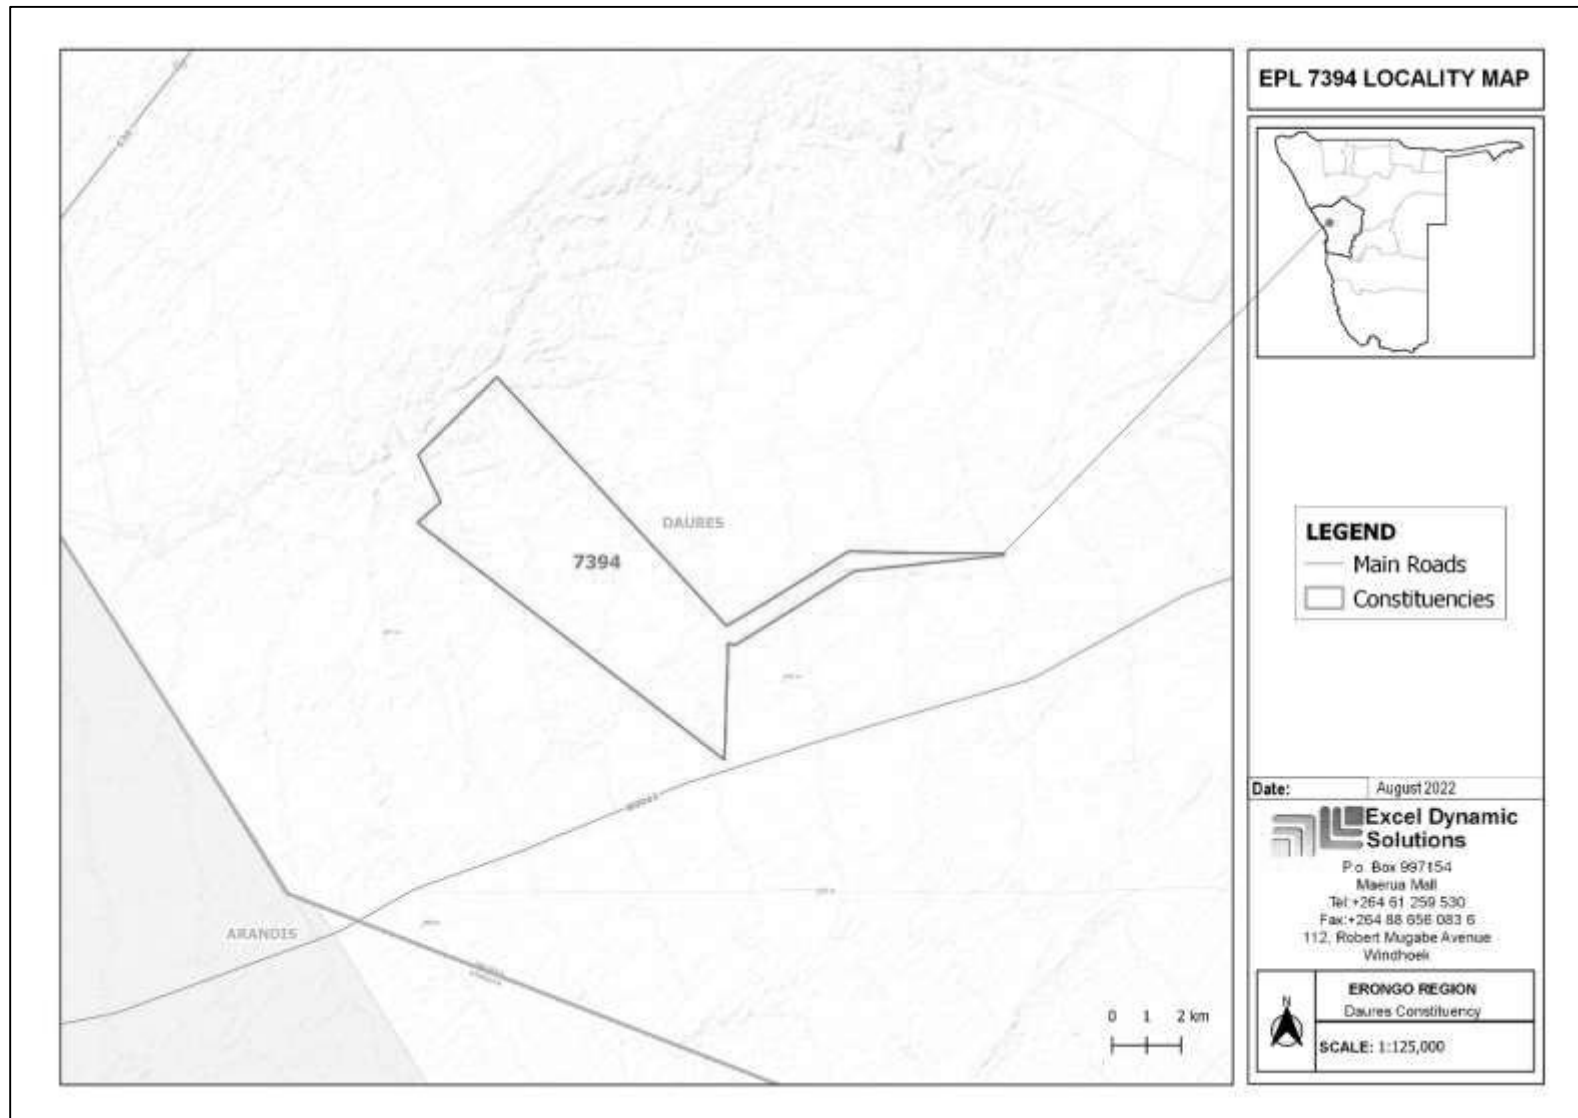 EPL 7394 LOCALITY MAP
DAURES
7394
ARANDIS
0 1 2 km
LEGEND
Main Roads
Constituencies
Date: August 2022
Excel Dynamic
Solutions
P.o. Box 997154
Maerua Mall
Tel:+264 61 259 530
Fax:+264 88 656 083 6
112, Robert Mugabe Avenue
Windhoek
N
ERONGO REGION
Daures Constituency
SCALE: 1:125,000